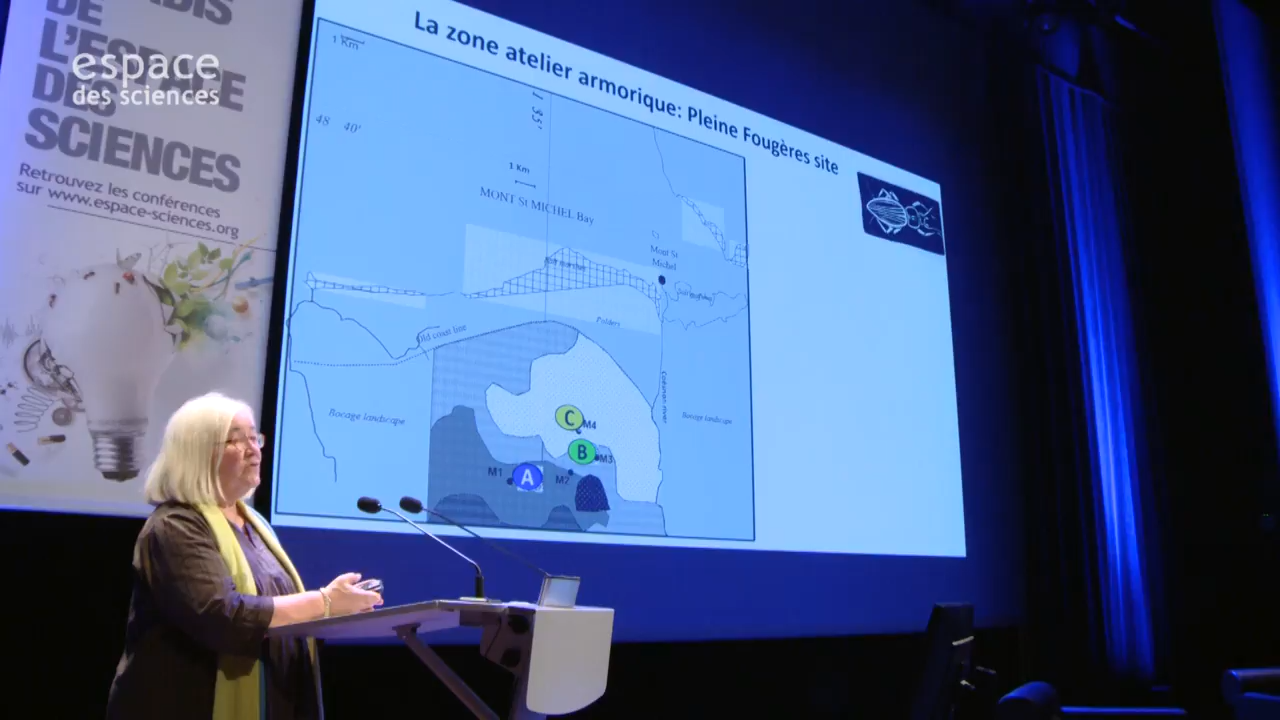 DE
L'ESPACE
DES
SCIENCES
espace
des sciences
Retrouvez les conférences
sur www.espace-sciences.org
La zone atelier armorique: Pleine Fougères site
1 Km
48 40'
1 Km
MONT St MICHEL Bay
Mont St
Michel
Polders
Old coast line
Bocage landscape
Bocage landscape
C
M4
B
M3
M1
A
M2